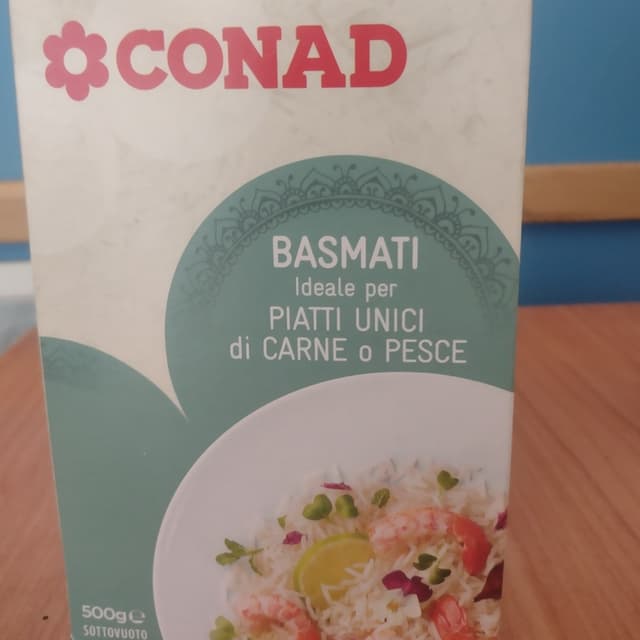 CONAD
BASMATI
Ideale per
PIATTI UNICI
di CARNE o PESCE
500g ℮
SOTTOVUOTO